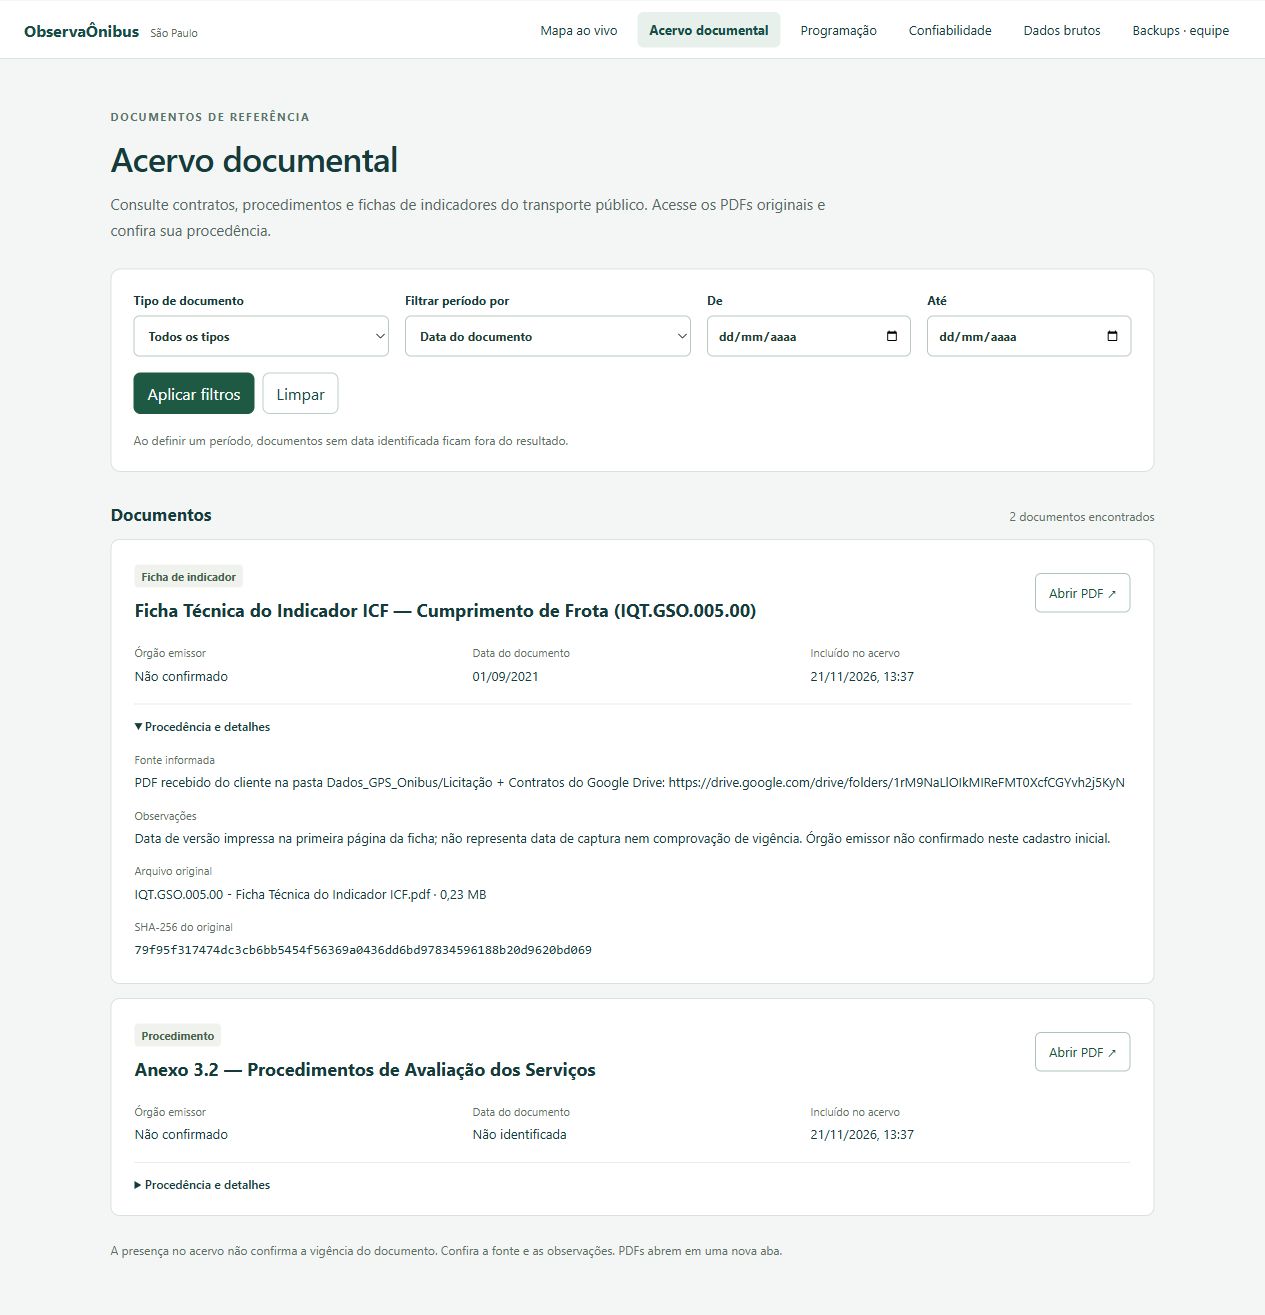 ObservaÔnibus São Paulo Mapa ao vivo Acervo documental Programação Confiabilidade Dados brutos Backups · equipe
DOCUMENTOS DE REFERÊNCIA
Acervo documental
Consulte contratos, procedimentos e fichas de indicadores do transporte público. Acesse os PDFs originais e
confira sua procedência.
Tipo de documento Filtrar período por De Até
Todos os tipos Data do documento dd/mm/aaaa dd/mm/aaaa
Aplicar filtros Limpar
Ao definir um período, documentos sem data identificada ficam fora do resultado.
Documentos 2 documentos encontrados
Ficha de indicador
Abrir PDF ↗
Ficha Técnica do Indicador ICF — Cumprimento de Frota (IQT.GSO.005.00)
Órgão emissor Data do documento Incluído no acervo
Não confirmado 01/09/2021 21/11/2026, 13:37
▼ Procedência e detalhes
Fonte informada
PDF recebido do cliente na pasta Dados_GPS_Onibus/Licitação + Contratos do Google Drive: https://drive.google.com/drive/folders/1rM9NaLlOIkMIReFMT0XcfCGYvh2j5KyN
Observações
Data de versão impressa na primeira página da ficha; não representa data de captura nem comprovação de vigência. Órgão emissor não confirmado neste cadastro inicial.
Arquivo original
IQT.GSO.005.00 - Ficha Técnica do Indicador ICF.pdf · 0,23 MB
SHA-256 do original
79f95f317474dc3cb6bb5454f56369a0436dd6bd97834596188b20d9620bd069
Procedimento
Abrir PDF ↗
Anexo 3.2 — Procedimentos de Avaliação dos Serviços
Órgão emissor Data do documento Incluído no acervo
Não confirmado Não identificada 21/11/2026, 13:37
▶ Procedência e detalhes
A presença no acervo não confirma a vigência do documento. Confira a fonte e as observações. PDFs abrem em uma nova aba.